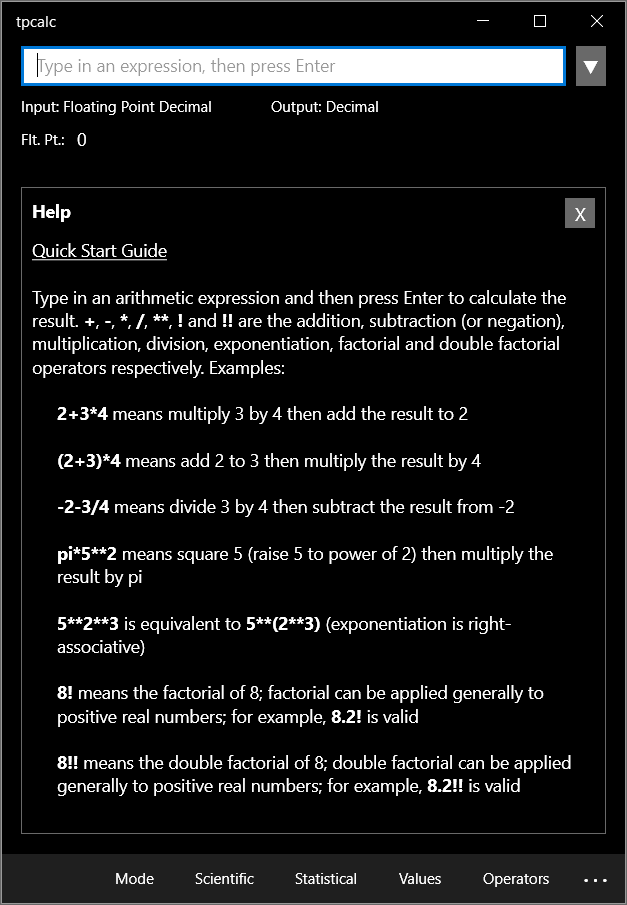 tpcalc
Type in an expression, then press Enter
▼
Input: Floating Point Decimal Output: Decimal
Flt. Pt.: 0
Help
X
Quick Start Guide
Type in an arithmetic expression and then press Enter to calculate the
result. +, -, *, /, **, ! and !! are the addition, subtraction (or negation),
multiplication, division, exponentiation, factorial and double factorial
operators respectively. Examples:
2+3*4 means multiply 3 by 4 then add the result to 2
(2+3)*4 means add 2 to 3 then multiply the result by 4
-2-3/4 means divide 3 by 4 then subtract the result from -2
pi*5**2 means square 5 (raise 5 to power of 2) then multiply the
result by pi
5**2**3 is equivalent to 5**(2**3) (exponentiation is right-
associative)
8! means the factorial of 8; factorial can be applied generally to
positive real numbers; for example, 8.2! is valid
8!! means the double factorial of 8; double factorial can be applied
generally to positive real numbers; for example, 8.2!! is valid
Mode Scientific Statistical Values Operators ...